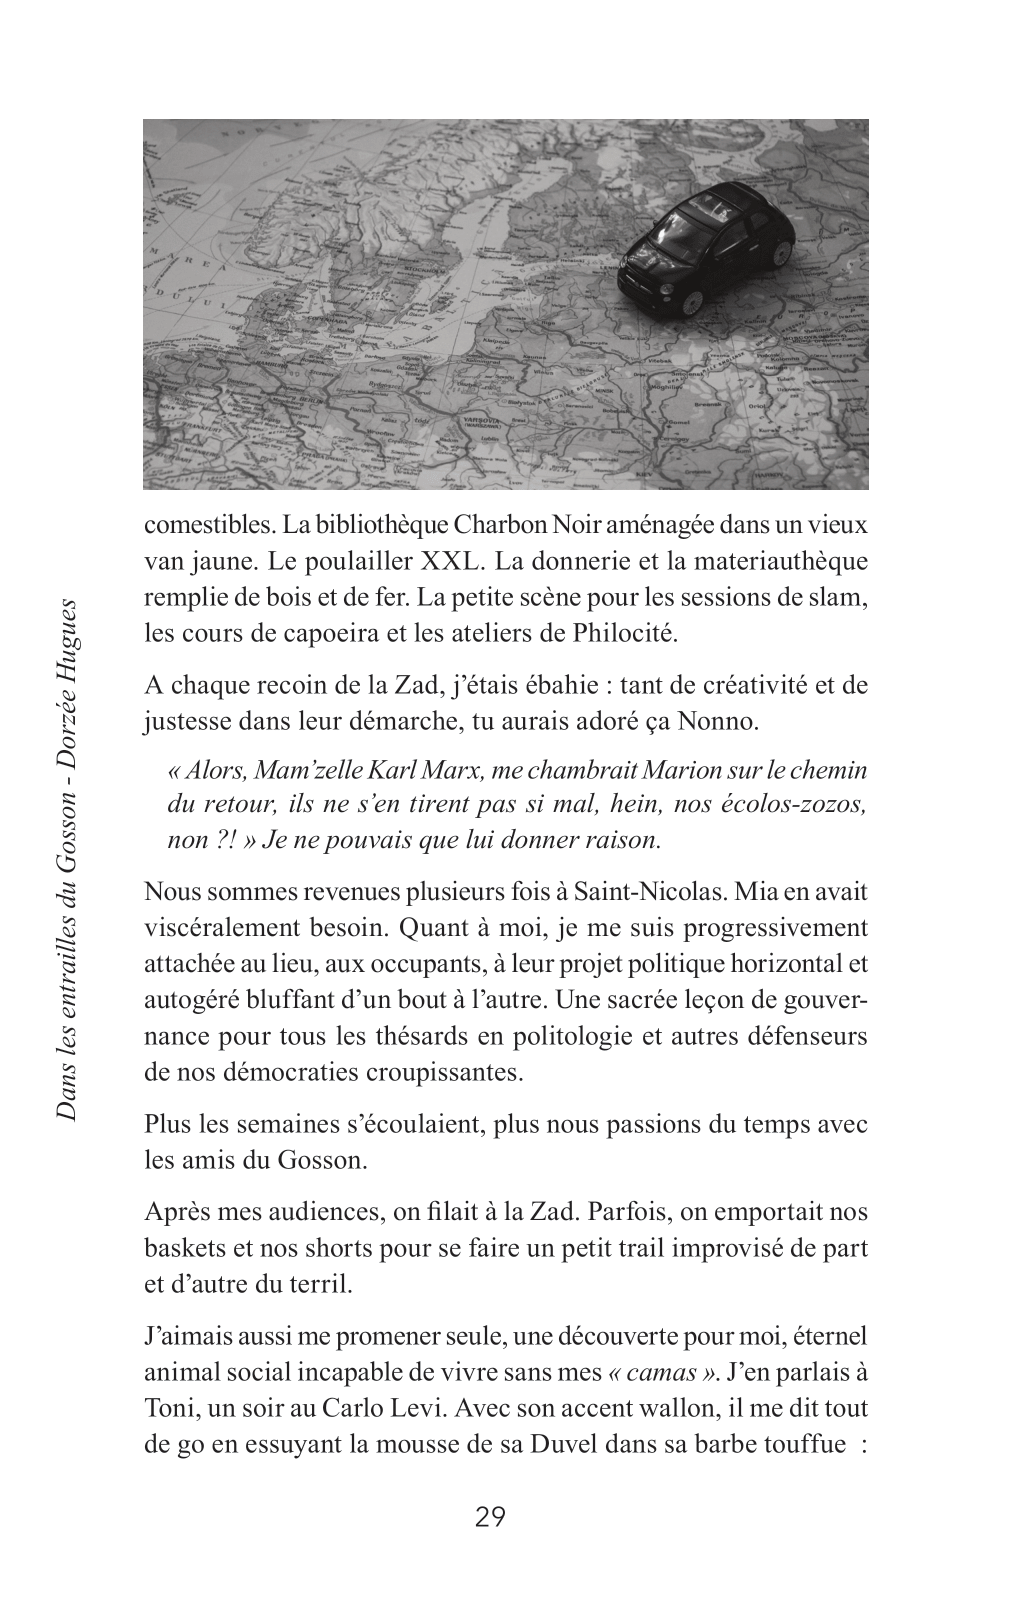 STOCKHOLM
VARSOVIA
(WARSZAWA)
KIEV
comestibles. La bibliothèque Charbon Noir aménagée dans un vieux
van jaune. Le poulailler XXL. La donnerie et la materiauthèque
remplie de bois et de fer. La petite scène pour les sessions de slam,
les cours de capoeira et les ateliers de Philocité.
A chaque recoin de la Zad, j’étais ébahie : tant de créativité et de
justesse dans leur démarche, tu aurais adoré ça Nonno.
« Alors, Mam’zelle Karl Marx, me chambrait Marion sur le chemin
du retour, ils ne s’en tirent pas si mal, hein, nos écolos-zozos,
non ?! » Je ne pouvais que lui donner raison.
Nous sommes revenues plusieurs fois à Saint-Nicolas. Mia en avait
viscéralement besoin. Quant à moi, je me suis progressivement
attachée au lieu, aux occupants, à leur projet politique horizontal et
autogéré bluffant d’un bout à l’autre. Une sacrée leçon de gouver-
nance pour tous les thésards en politologie et autres défenseurs
de nos démocraties croupissantes.
Plus les semaines s’écoulaient, plus nous passions du temps avec
les amis du Gosson.
Après mes audiences, on filait à la Zad. Parfois, on emportait nos
baskets et nos shorts pour se faire un petit trail improvisé de part
et d’autre du terril.
J’aimais aussi me promener seule, une découverte pour moi, éternel
animal social incapable de vivre sans mes « camas ». J’en parlais à
Toni, un soir au Carlo Levi. Avec son accent wallon, il me dit tout
de go en essuyant la mousse de sa Duvel dans sa barbe touffue :
Dans les entrailles du Gosson - Dorzée Hugues
29